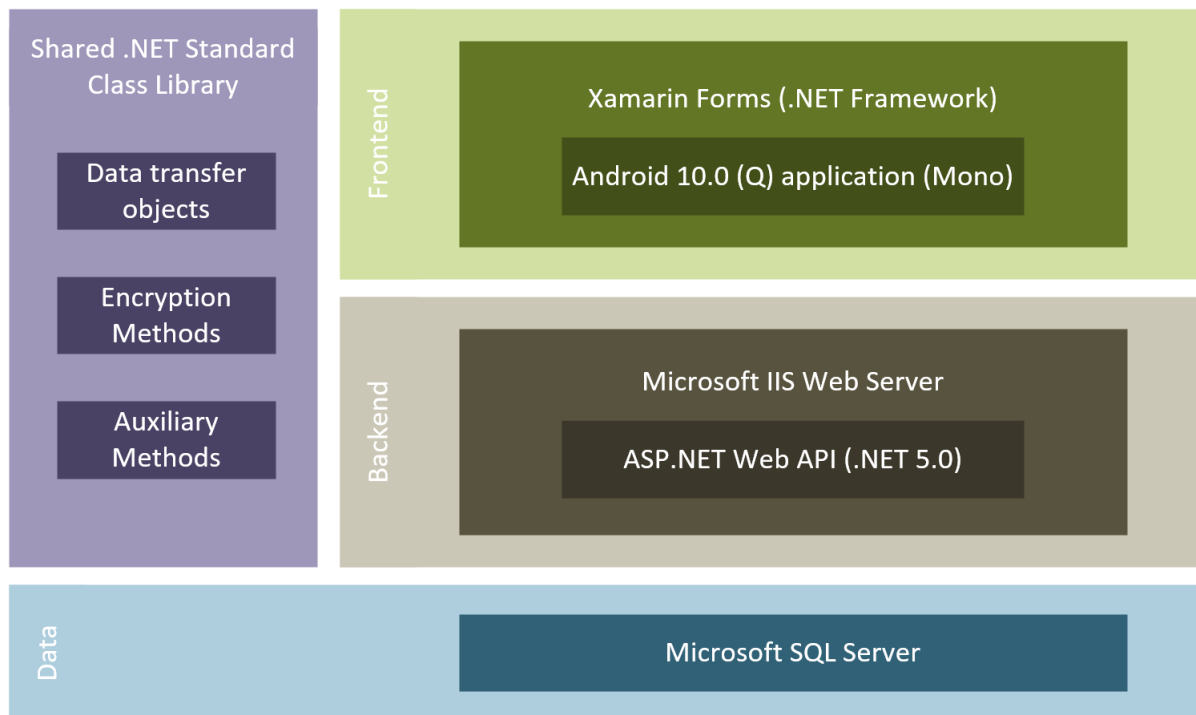 Shared .NET Standard
Class Library
Data transfer
objects
Encryption
Methods
Auxiliary
Methods
Frontend
Xamarin Forms (.NET Framework)
Android 10.0 (Q) application (Mono)
Backend
Microsoft IIS Web Server
ASP.NET Web API (.NET 5.0)
Data
Microsoft SQL Server